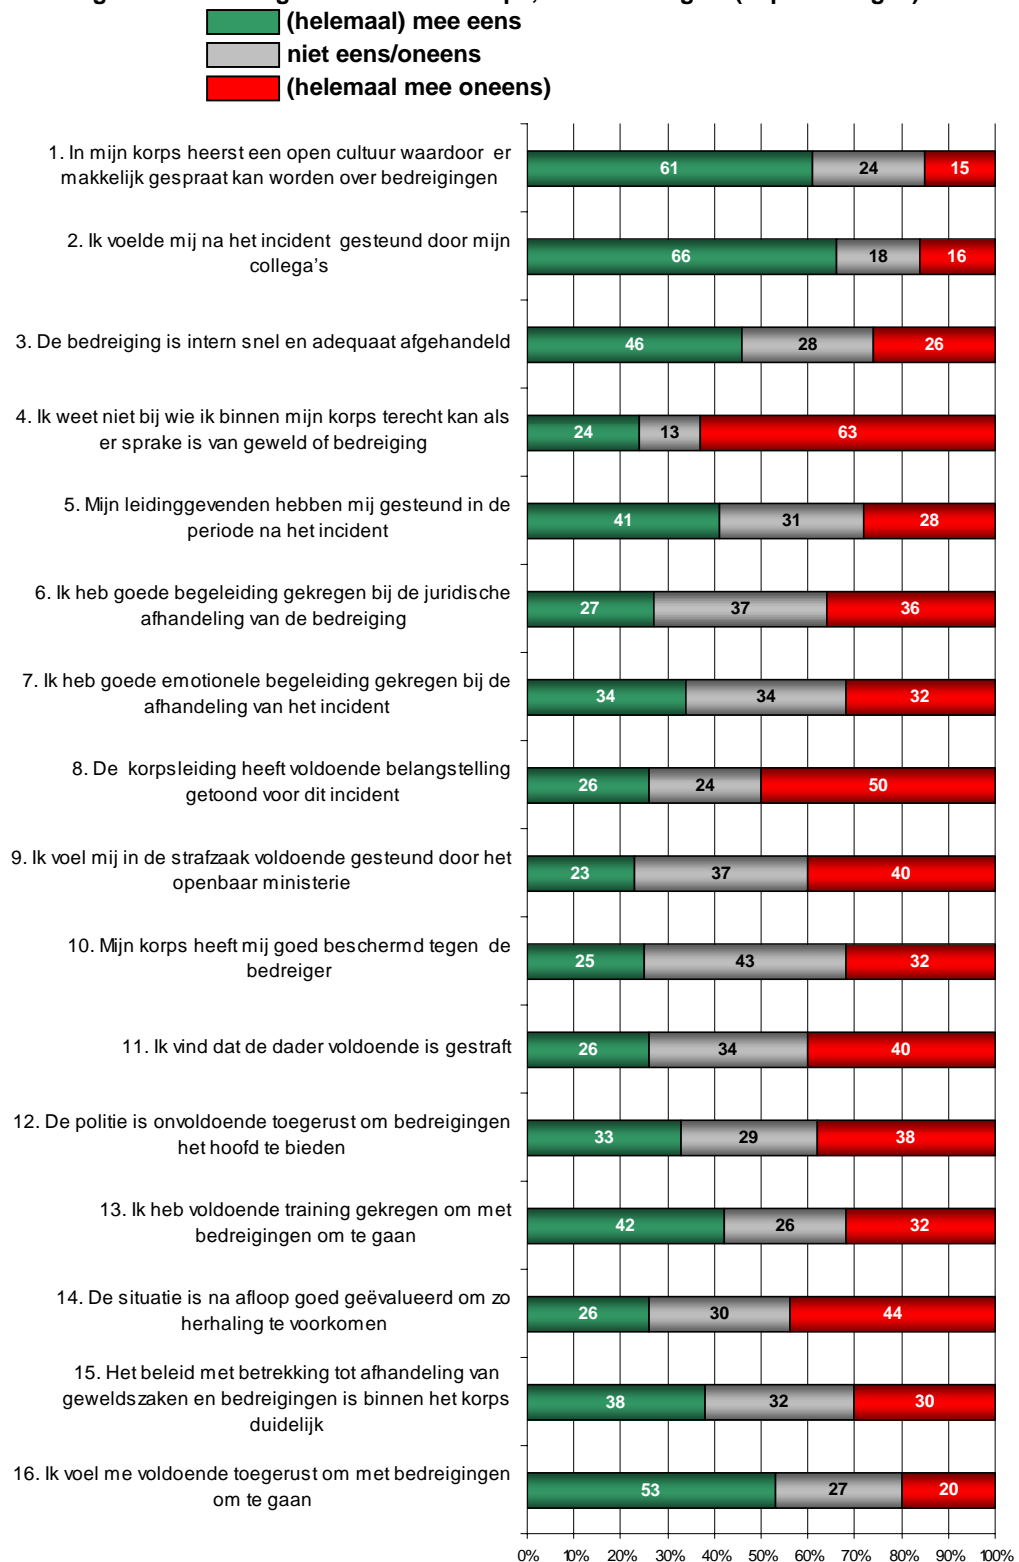 (helemaal) mee eens
niet eens/oneens
(helemaal mee oneens)
1. In mijn korps heerst een open cultuur waardoor er
makkelijk gespraat kan worden over bedreigingen
61 24 15
2. Ik voelde mij na het incident gesteund door mijn
collega's
66 18 16
3. De bedreiging is intern snel en adequaat afgehandeld
46 28 26
4. Ik weet niet bij wie ik binnen mijn korps terecht kan als
er sprake is van geweld of bedreiging
24 13 63
5. Mijn leidinggevenden hebben mij gesteund in de
periode na het incident
41 31 28
6. Ik heb goede begeleiding gekregen bij de juridische
afhandeling van de bedreiging
27 37 36
7. Ik heb goede emotionele begeleiding gekregen bij de
afhandeling van het incident
34 34 32
8. De korpsleiding heeft voldoende belangstelling
getoond voor dit incident
26 24 50
9. Ik voel mij in de strafzaak voldoende gesteund door het
openbaar ministerie
23 37 40
10. Mijn korps heeft mij goed beschermd tegen de
bedreiger
25 43 32
11. Ik vind dat de dader voldoende is gestraft
26 34 40
12. De politie is onvoldoende toegerust om bedreigingen
het hoofd te bieden
33 29 38
13. Ik heb voldoende training gekregen om met
bedreigingen om te gaan
42 26 32
14. De situatie is na afloop goed geëvalueerd om zo
herhaling te voorkomen
26 30 44
15. Het beleid met betrekking tot afhandeling van
geweldszaken en bedreigingen is binnen het korps
duidelijk
38 32 30
16. Ik voel me voldoende toegerust om met bedreigingen
om te gaan
53 27 20
0% 10% 20% 30% 40% 50% 60% 70% 80% 90% 100%